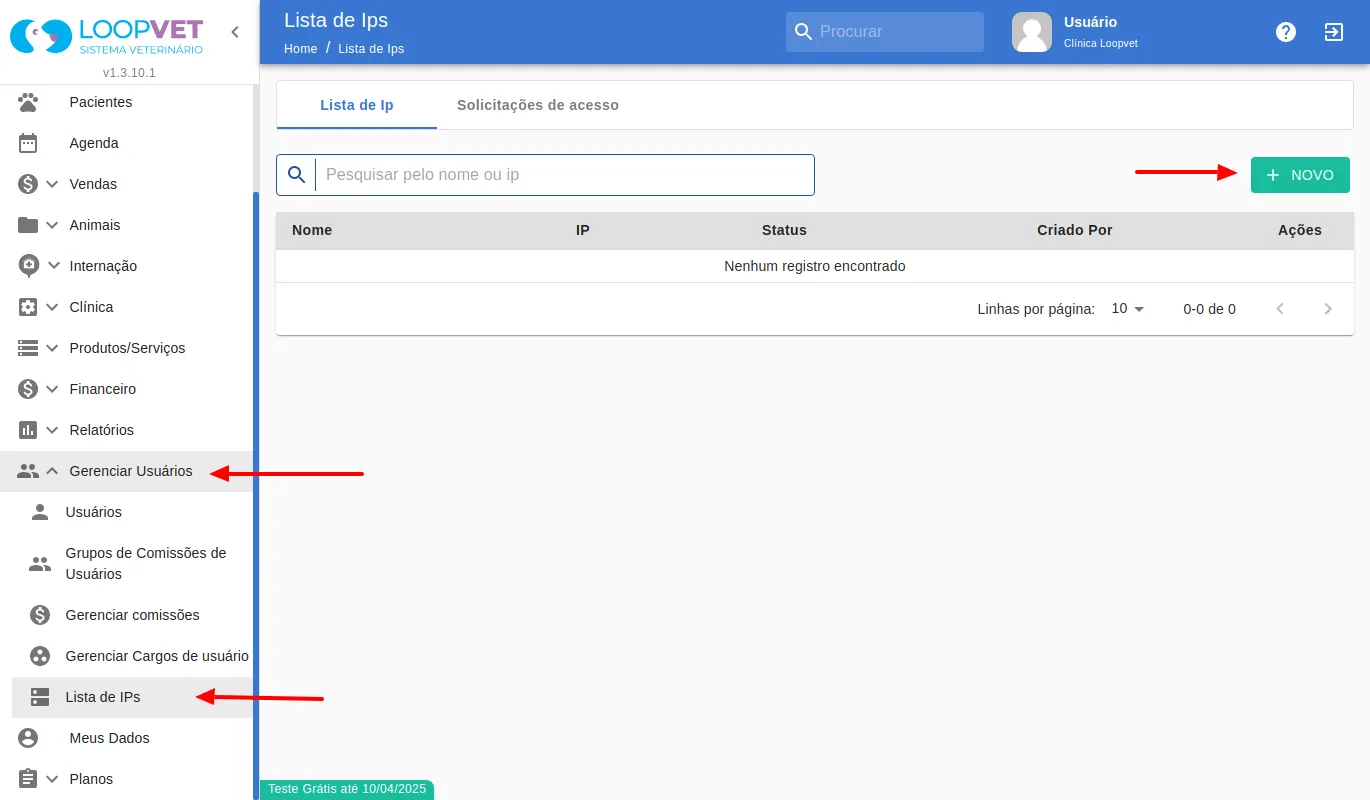 LOOPVET
SISTEMA VETERINÁRIO
v1.3.10.1
Pacientes
Agenda
Vendas
Animais
Internação
Clínica
Produtos/Serviços
Financeiro
Relatórios
Gerenciar Usuários
Usuários
Grupos de Comissões de
Usuários
Gerenciar comissões
Gerenciar Cargos de usuário
Lista de IPs
Meus Dados
Planos
Lista de Ips
Home / Lista de Ips
Procurar
Usuário
Clínica Loopvet
Lista de Ip Solicitações de acesso
Pesquisar pelo nome ou ip
+ NOVO
Nome IP Status Criado Por Ações
Nenhum registro encontrado
Linhas por página: 10 0-0 de 0
Teste Grátis até 10/04/2025